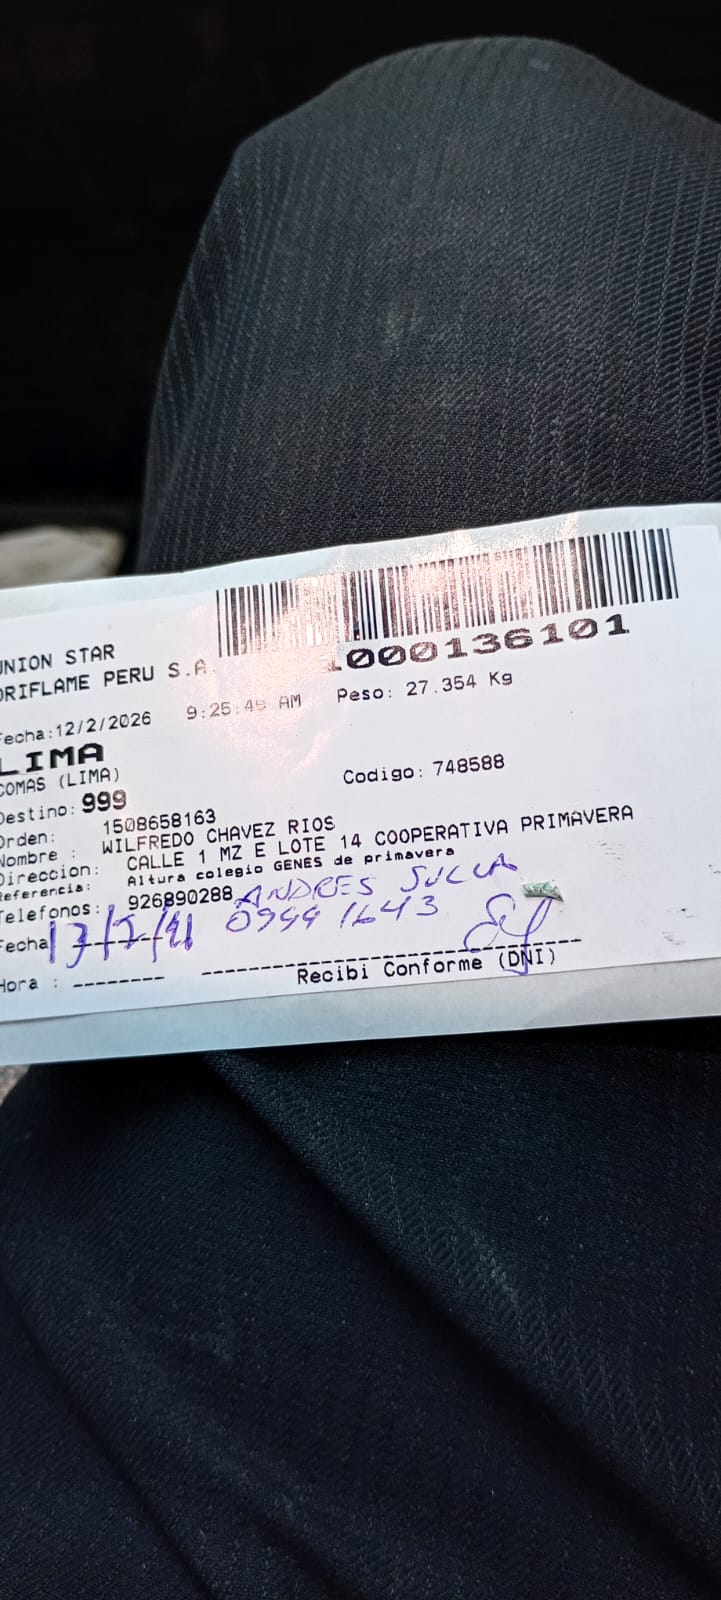 UNION STAR
ORIFLAME PERU S.A.
1000136101
Fecha:12/2/2026 9:25:45 AM Peso: 27.354 Kg
LIMA
COMAS (LIMA)
Destino: 999 Codigo: 748588
Orden: 1508658163
Nombre : WILFREDO CHAVEZ RIOS
Direccion: CALLE 1 MZ E LOTE 14 COOPERATIVA PRIMAVERA
Referencia: Altura colegio GENES de primavera
Telefonos: 926890288 ANDRES SULLA
Fecha 09991643
Hora : --------
Recibi Conforme (DNI)